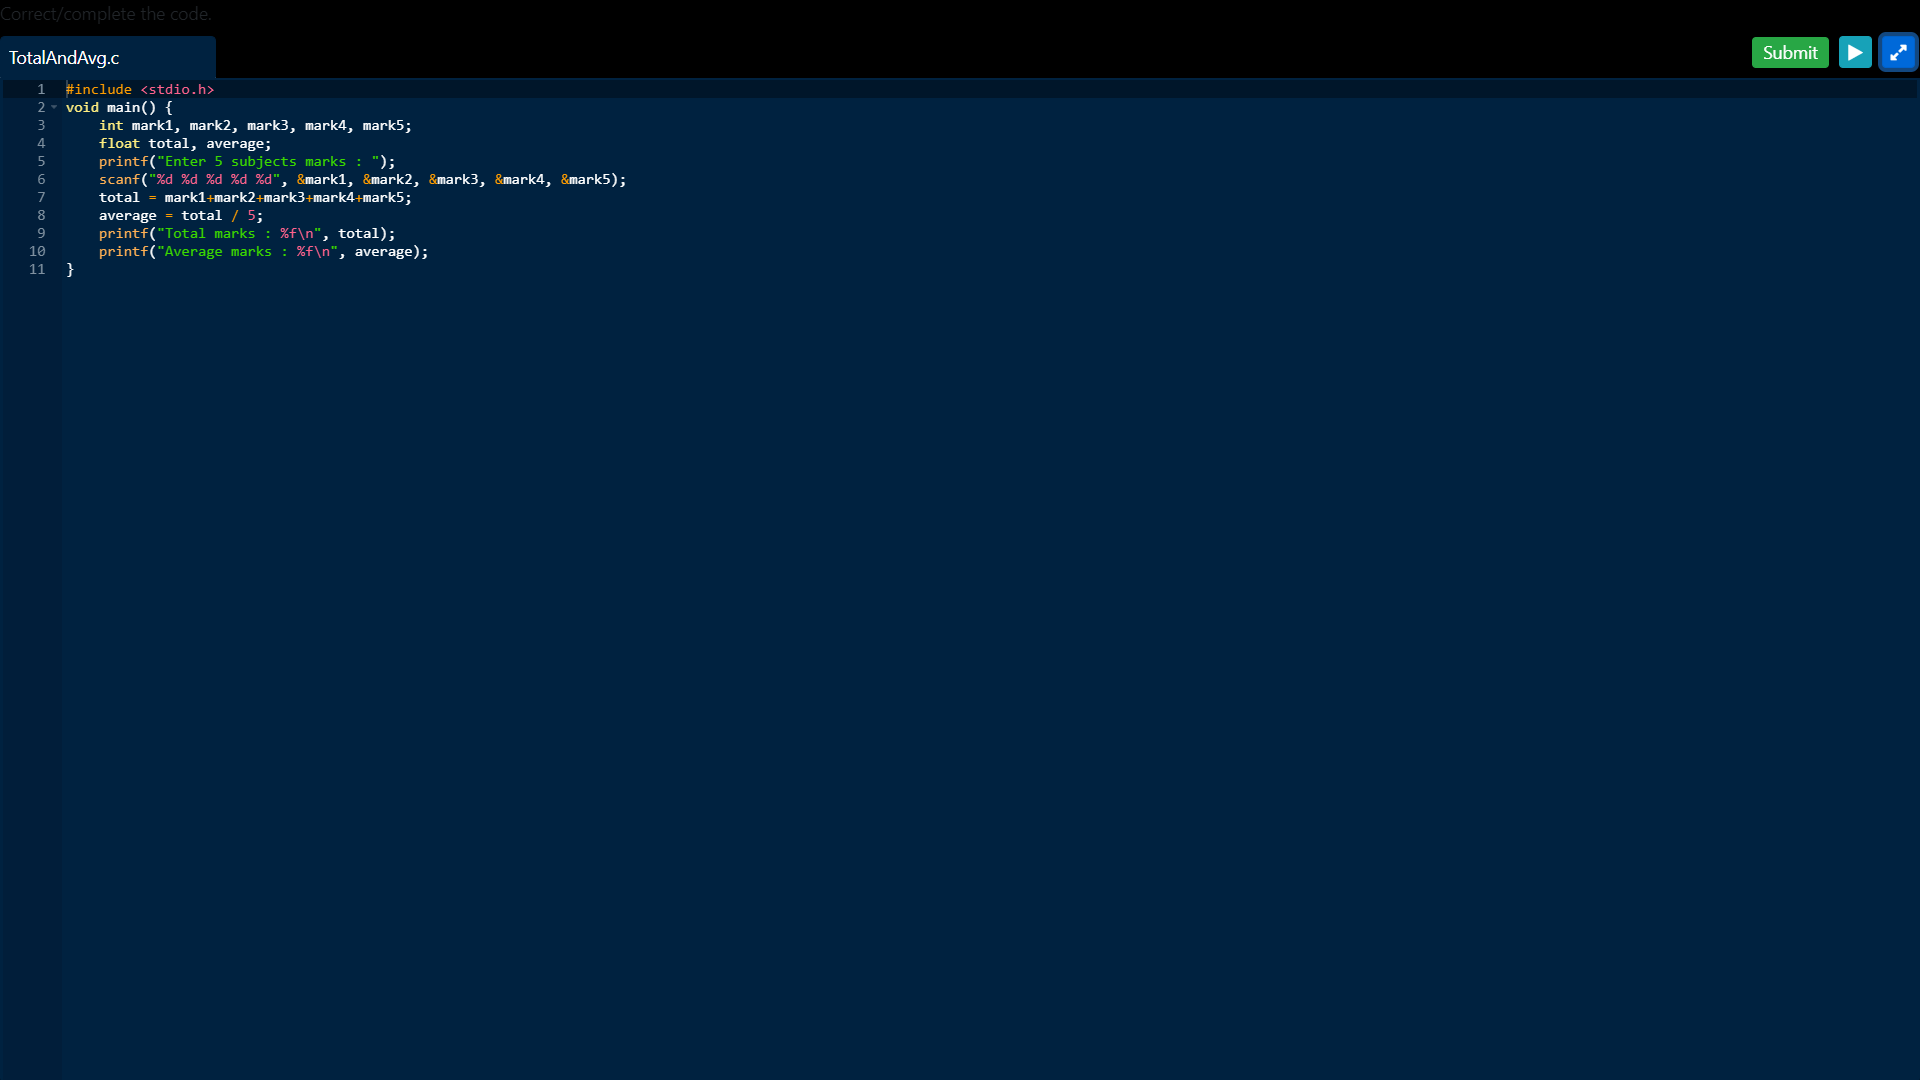 Correct/complete the code.
TotalAndAvg.c
Submit
1 #include <stdio.h>
2 void main() {
3     int mark1, mark2, mark3, mark4, mark5;
4     float total, average;
5     printf("Enter 5 subjects marks : ");
6     scanf("%d %d %d %d %d", &mark1, &mark2, &mark3, &mark4, &mark5);
7     total = mark1+mark2+mark3+mark4+mark5;
8     average = total / 5;
9     printf("Total marks : %f\n", total);
10     printf("Average marks : %f\n", average);
11 }